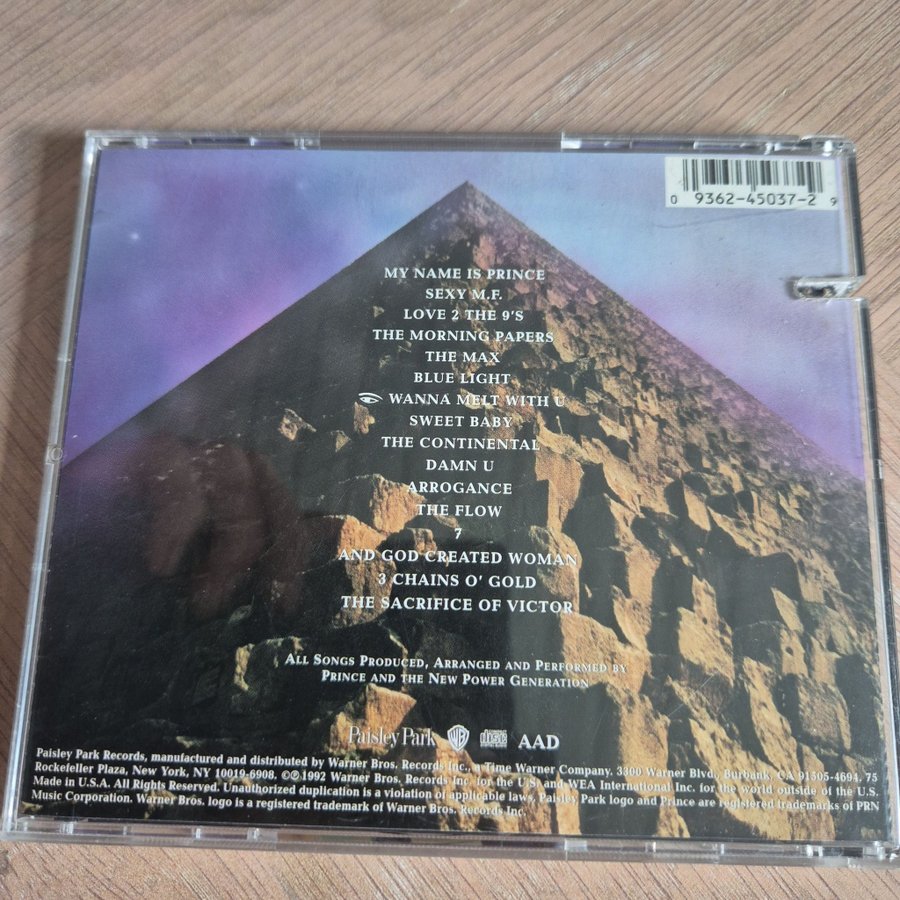 0 9362-45037-2 9
MY NAME IS PRINCE
SEXY M.F.
LOVE 2 THE 9'S
THE MORNING PAPERS
THE MAX
BLUE LIGHT
WANNA MELT WITH U
SWEET BABY
THE CONTINENTAL
DAMN U
ARROGANCE
THE FLOW
7
AND GOD CREATED WOMAN
3 CHAINS O' GOLD
THE SACRIFICE OF VICTOR
ALL SONGS PRODUCED, ARRANGED AND PERFORMED BY
PRINCE AND THE NEW POWER GENERATION
Paisley Park WB COMPACT disc DIGITAL AUDIO AAD
Paisley Park Records, manufactured and distributed by Warner Bros. Records Inc., a Time Warner Company. 3300 Warner Blvd., Burbank, CA 91505-4694. 75
Rockefeller Plaza, New York, NY 10019-6908. ©℗1992 Warner Bros. Records Inc. for the U.S. and WEA International Inc. for the world outside of the U.S.
Made in U.S.A. All Rights Reserved. Unauthorized duplication is a violation of applicable laws. Paisley Park logo and Prince are registered trademarks of PRN
Music Corporation. Warner Bros. logo is a registered trademark of Warner Bros. Records Inc.